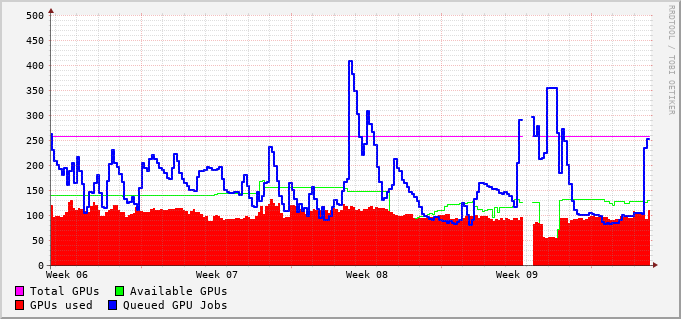 500
450
400
350
300
250
200
150
100
50
0
Week 06 Week 07 Week 08 Week 09
Total GPUs Available GPUs
GPUs used Queued GPU Jobs
RRDTOOL / TOBI OETIKER